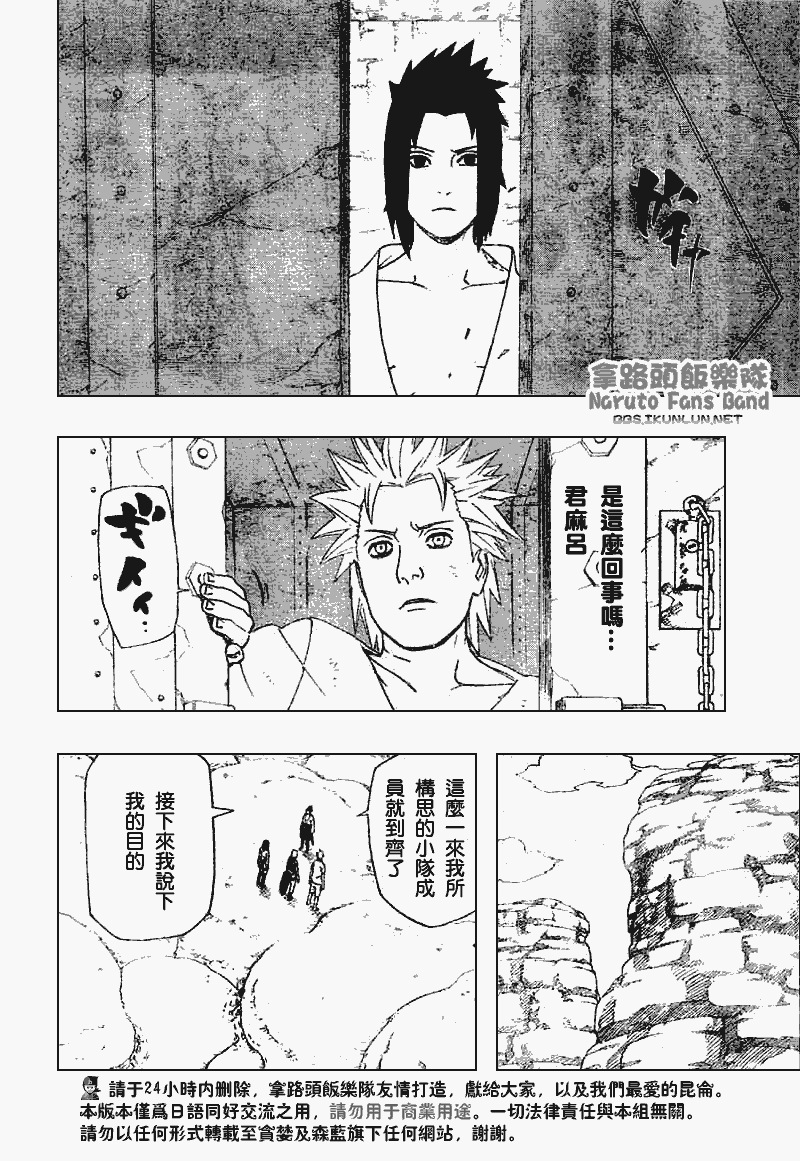 ガチャ
拿路頭飯樂隊
Naruto Fans Band
BBS.IKUNLUN.NET
是這麼回事嗎…
君麻呂
ギイイ…
這麼一來我所
構思的小隊成
員就到齊了
接下來我說下
我的目的
請于24小時內刪除，拿路頭飯樂隊友情打造，獻給大家，以及我們最愛的昆侖。
本版本僅爲日語同好交流之用，請勿用于商業用途。一切法律責任與本組無關。
請勿以任何形式轉載至貪婪及森藍旗下任何網站，謝謝。